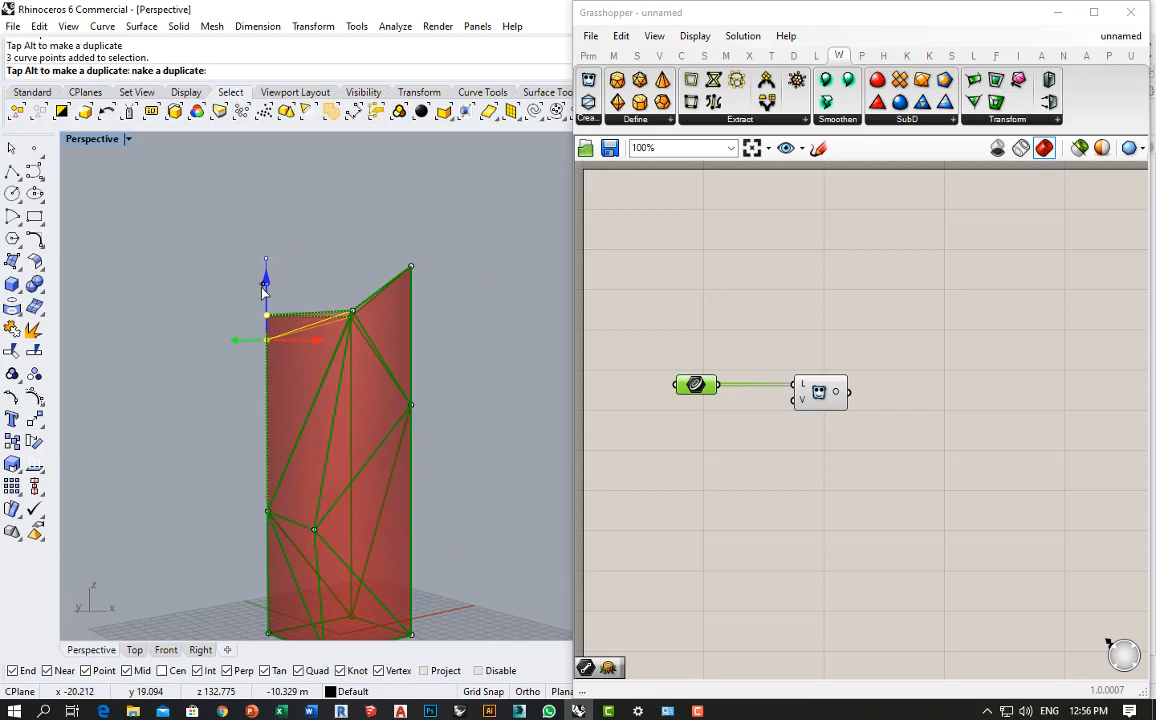 Rhinoceros 6 Commercial - [Perspective]
File Edit View Curve Surface Solid Mesh Dimension Transform Tools Analyze Render Panels Help
Tap Alt to make a duplicate
3 curve points added to selection.
Tap Alt to make a duplicate: nake a duplicate:
Standard CPlanes Set View Display Select Viewport Layout Visibility Transform Curve Tools Surface Too
Perspective
z
y x
Perspective Top Front Right
End Near Point Mid Cen Int Perp Tan Quad Knot Vertex Project Disable
CPlane x -20.212 y 19.094 z 132.775 -10.329 m Default Grid Snap Ortho Plana
Grasshopper - unnamed
File Edit View Display Solution Help unnamed
Prm M S V C I M T D L W P H K S F I A U
Crea... Define Extract Smoothen SubD Transform
100%
L
V O
... 1.0.0007
ENG 12:56 PM